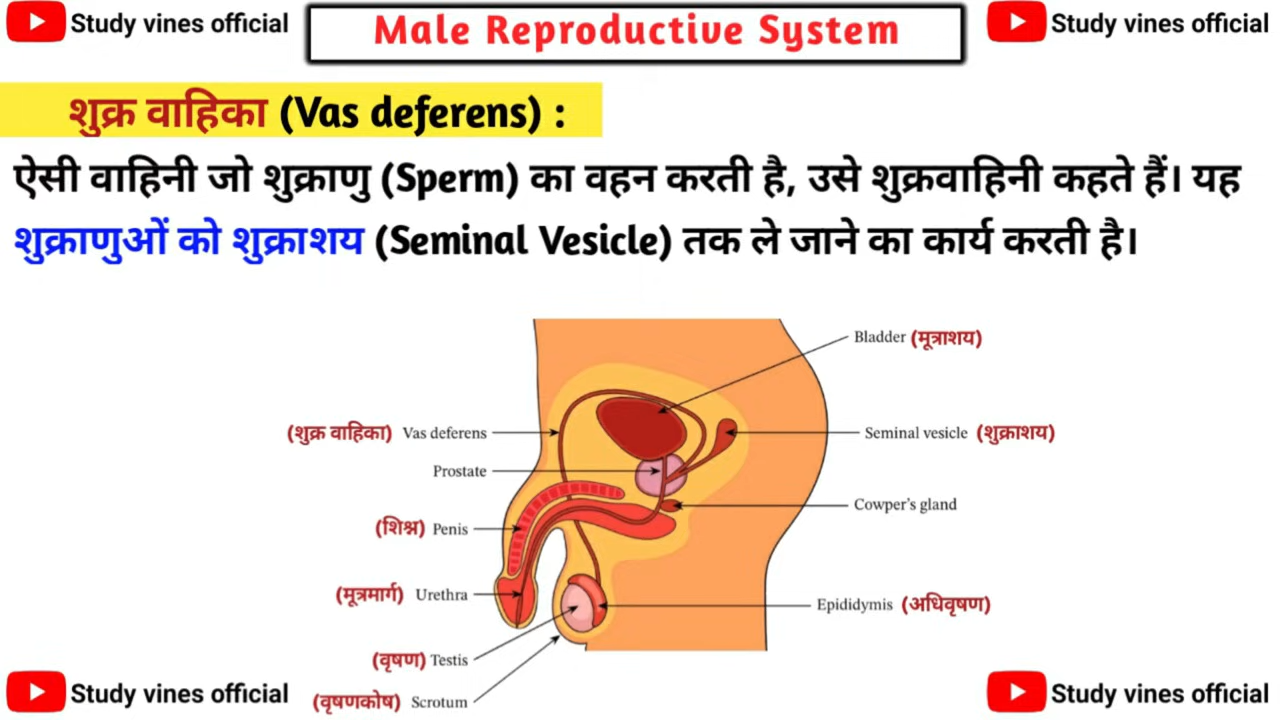 Study vines official
Male Reproductive System
Study vines official
शुक्र वाहिका (Vas deferens) :
ऐसी वाहिनी जो शुक्राणु (Sperm) का वहन करती है, उसे शुक्रवाहिनी कहते हैं। यह
शुक्राणुओं को शुक्राशय (Seminal Vesicle) तक ले जाने का कार्य करती है।
Bladder (मूत्राशय)
(शुक्र वाहिका) Vas deferens
Seminal vesicle (शुक्राशय)
Prostate
Cowper's gland
(शिश्न) Penis
(मूत्रमार्ग) Urethra
Epididymis (अधिवृषण)
(वृषण) Testis
(वृषणकोष) Scrotum
Study vines official
Study vines official